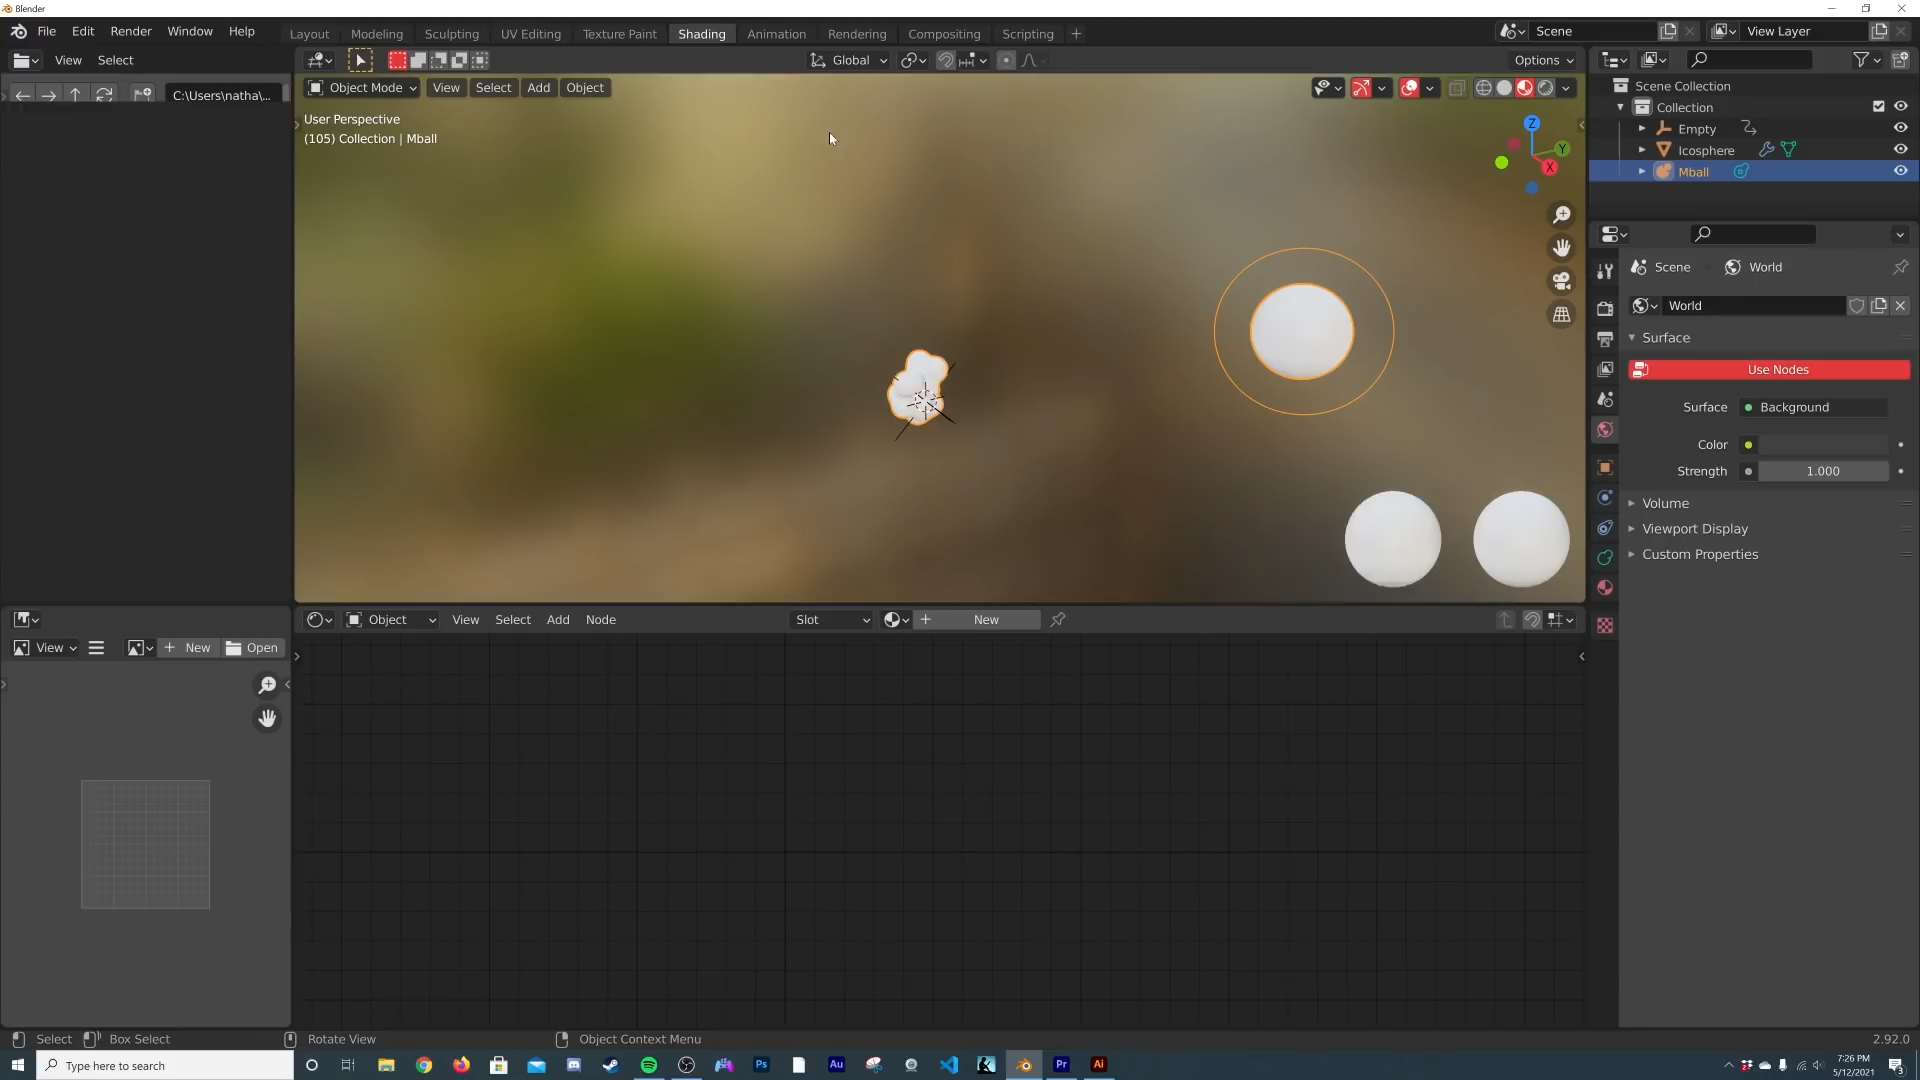 Blender
File Edit Render Window Help
Layout Modeling Sculpting UV Editing Texture Paint Shading Animation Rendering Compositing Scripting +
Scene
View Layer
View Select
Global
Options
C:\Users\natha\...
Object Mode View Select Add Object
User Perspective
(105) Collection | Mball
Z
Y
X
Scene Collection
Collection
Empty
Icosphere
Mball
Scene World
World
Surface
Use Nodes
Surface Background
Color
Strength 1.000
Volume
Viewport Display
Custom Properties
Object View Select Add Node Slot + New
View + New Open
Select Box Select Rotate View Object Context Menu 2.92.0
Type here to search
Ps
Au
Pr
Ai
7:26 PM
5/12/2021